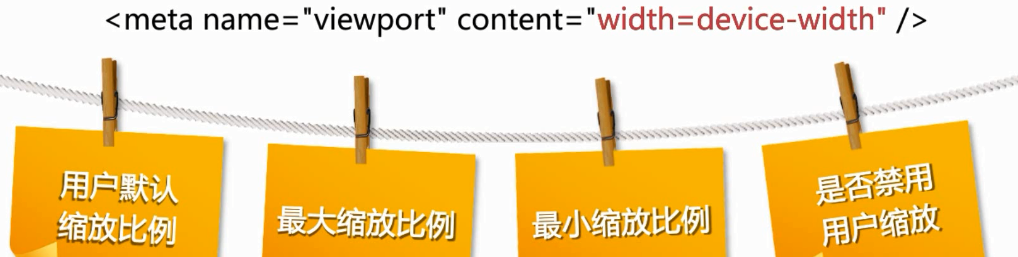 <meta name="viewport" content="width=device-width" />
用户默认
缩放比例
最大缩放比例
最小缩放比例
是否禁用
用户缩放